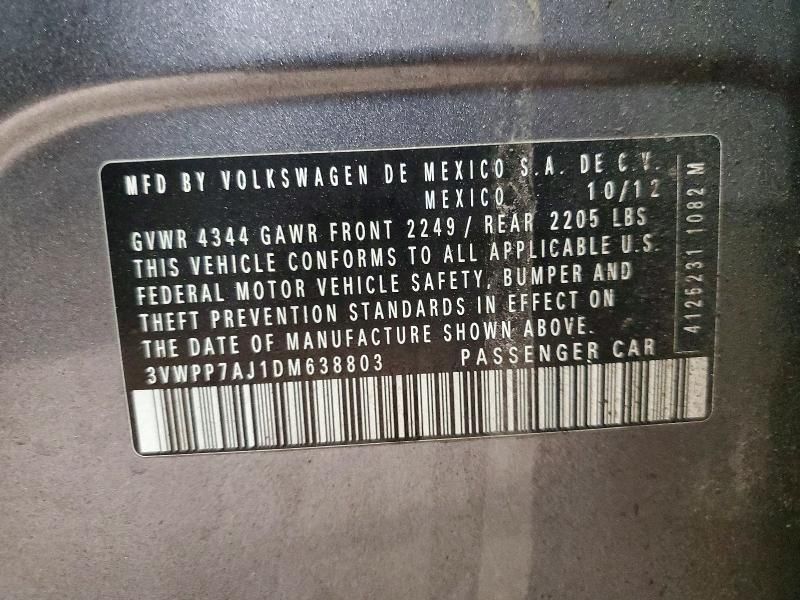 MFD BY VOLKSWAGEN DE MEXICO S.A. DE C.V.
MEXICO 10/12
GVWR 4344 GAWR FRONT 2249 / REAR 2205 LBS
THIS VEHICLE CONFORMS TO ALL APPLICABLE U.S.
FEDERAL MOTOR VEHICLE SAFETY, BUMPER AND
THEFT PREVENTION STANDARDS IN EFFECT ON
THE DATE OF MANUFACTURE SHOWN ABOVE.
3VWPP7AJ1DM638803 PASSENGER CAR
4125231 1082 M